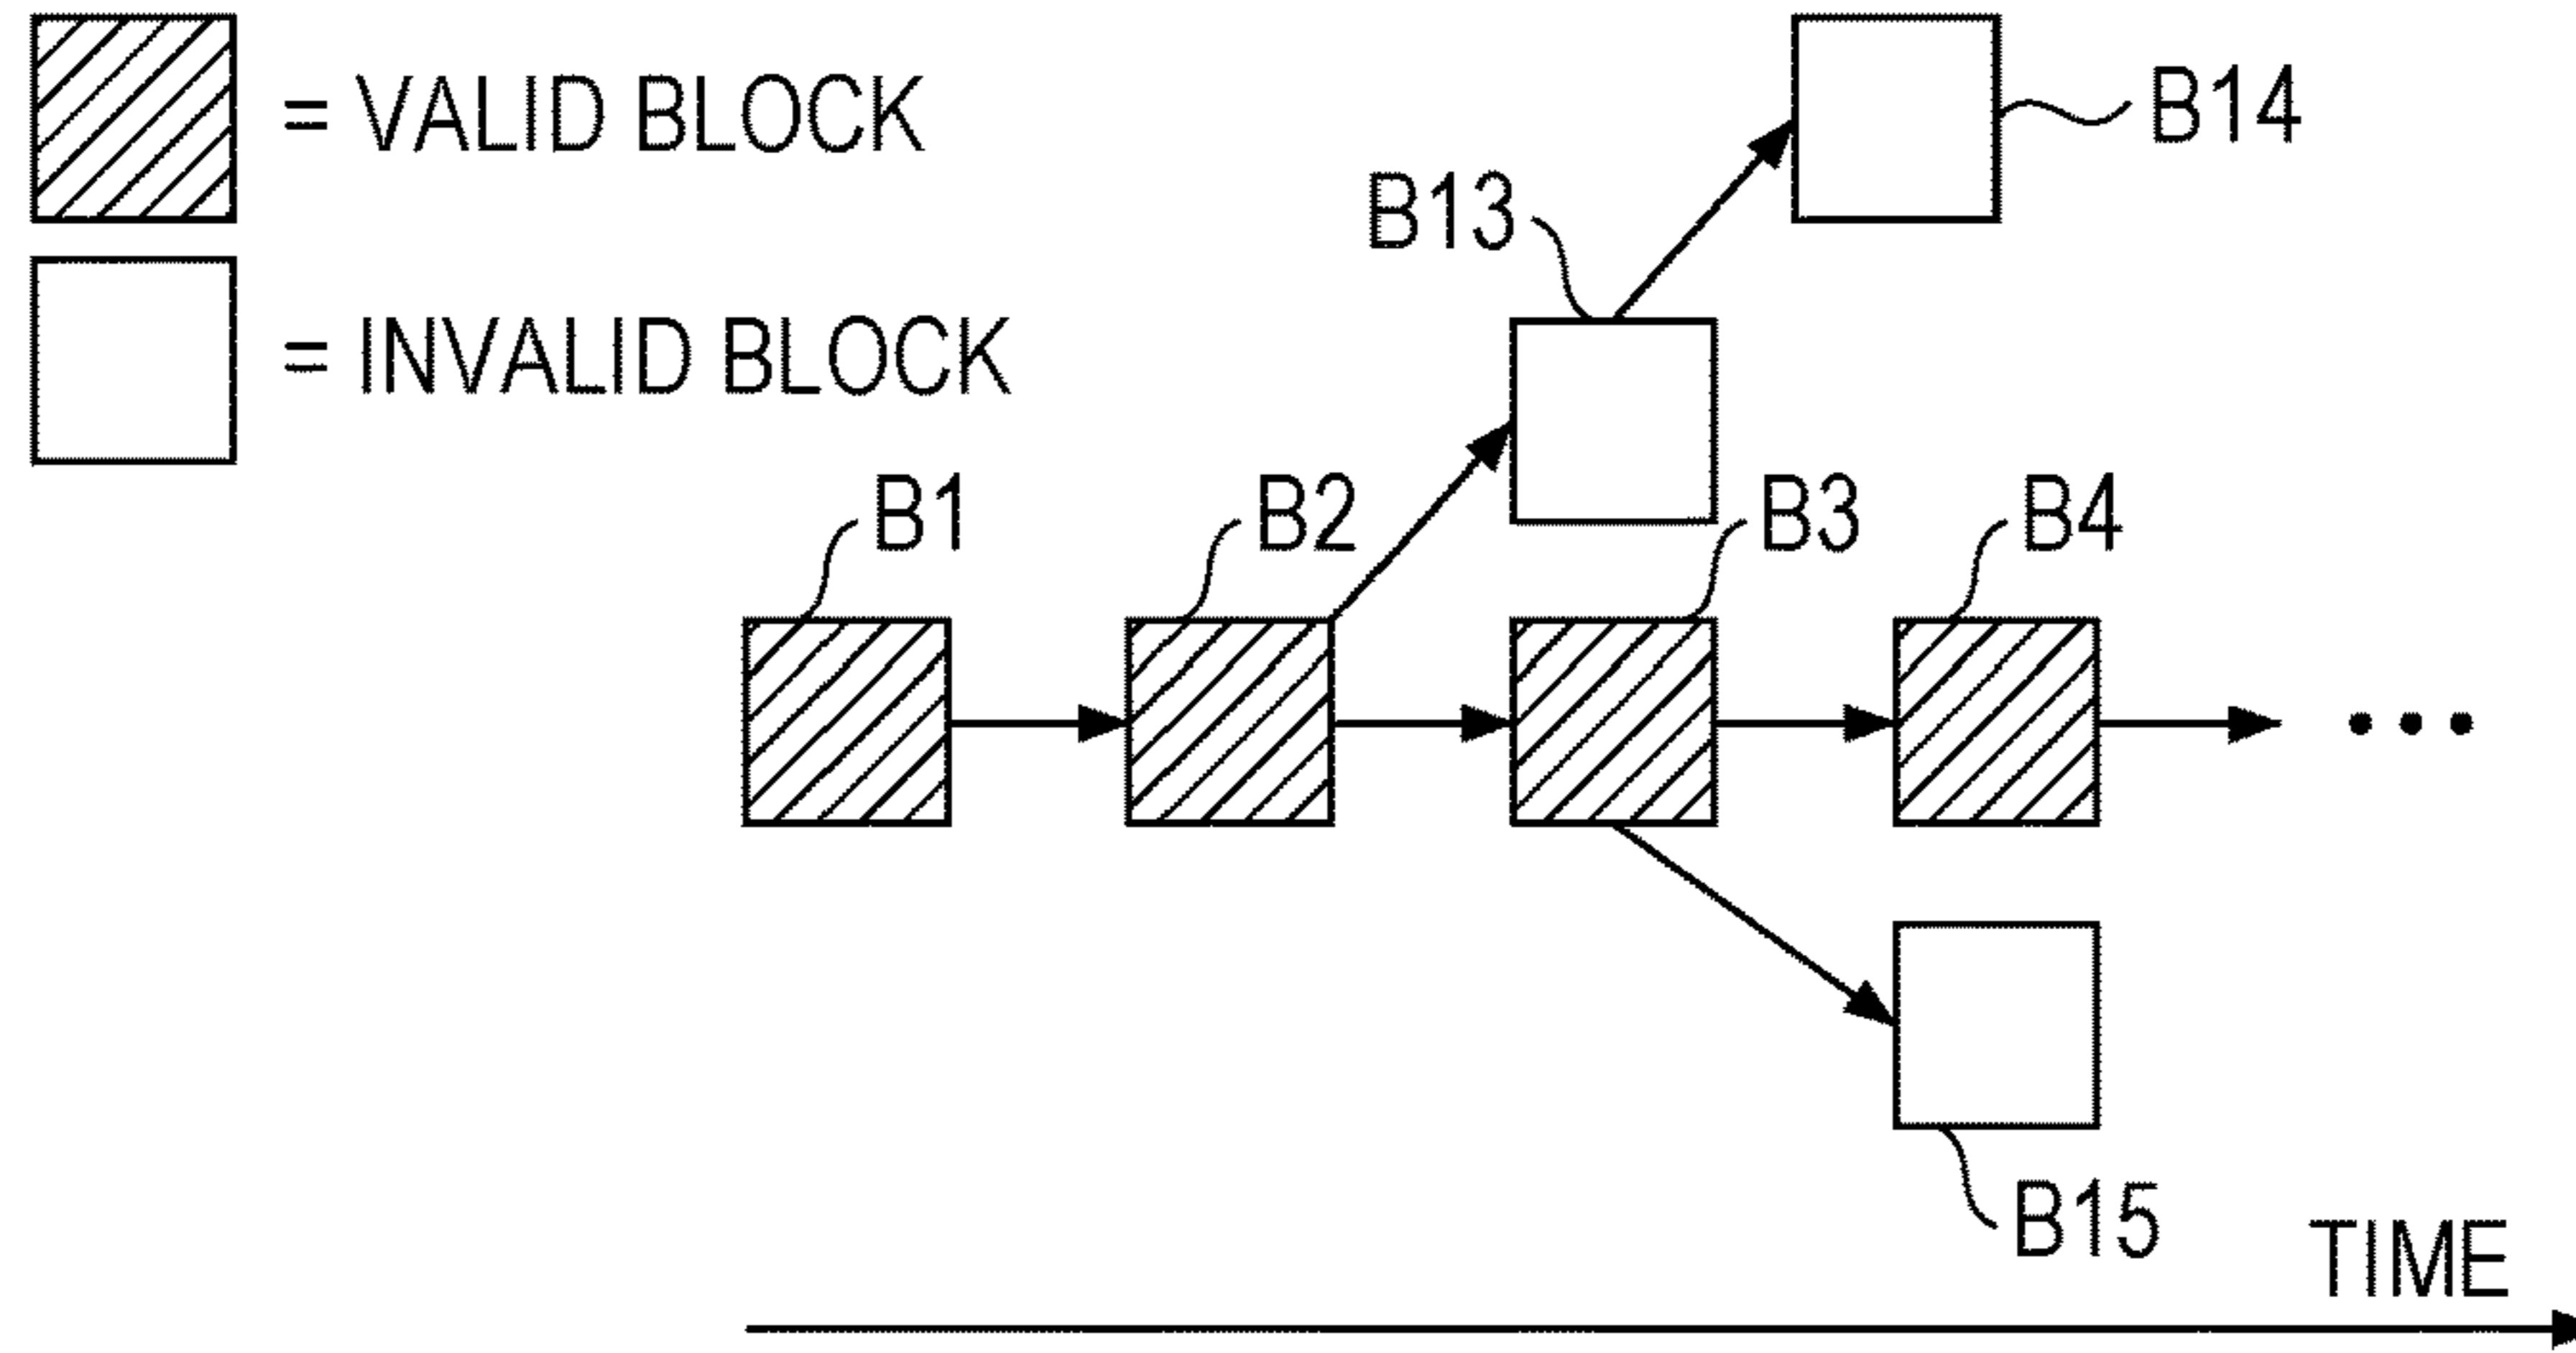 = VALID BLOCK
= INVALID BLOCK
B14
B13
B1
B2
B3
B4
B15
TIME